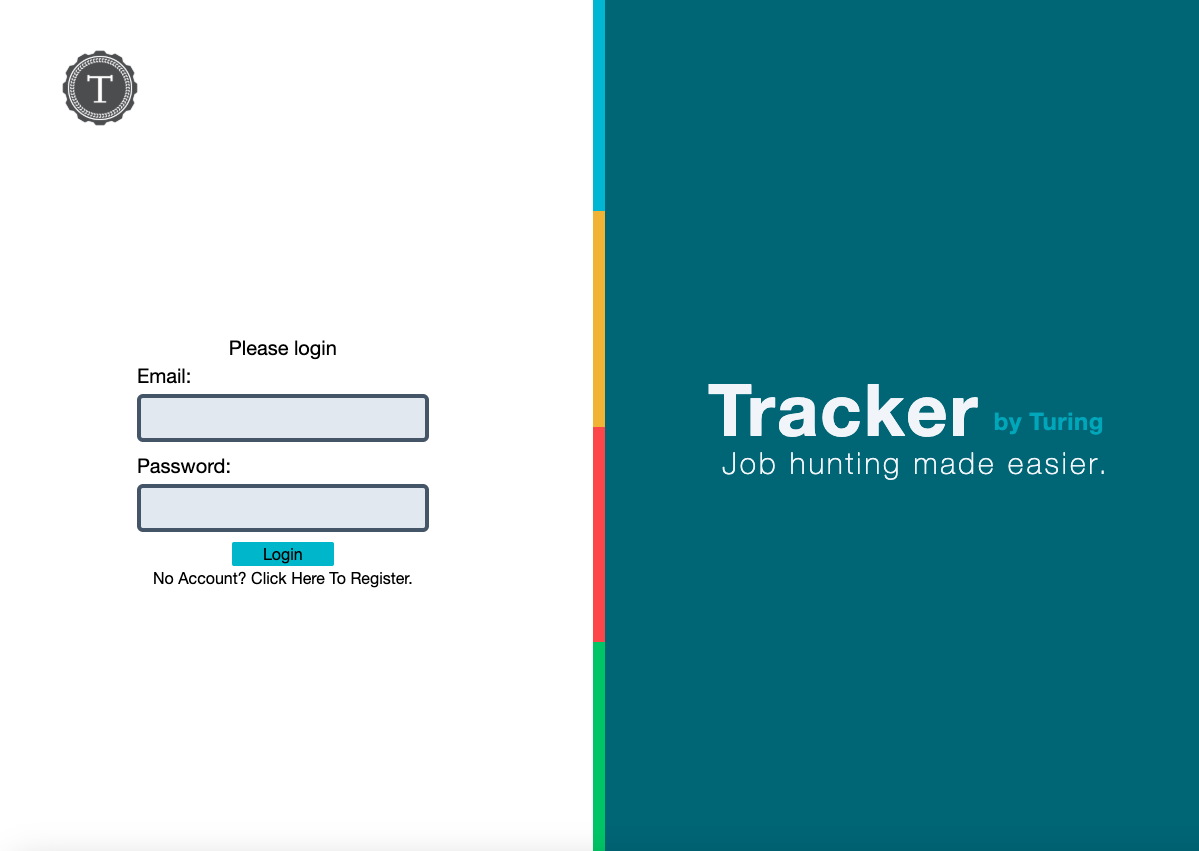 T
Please login
Email:
Password:
Login
No Account? Click Here To Register.
Tracker by Turing
Job hunting made easier.